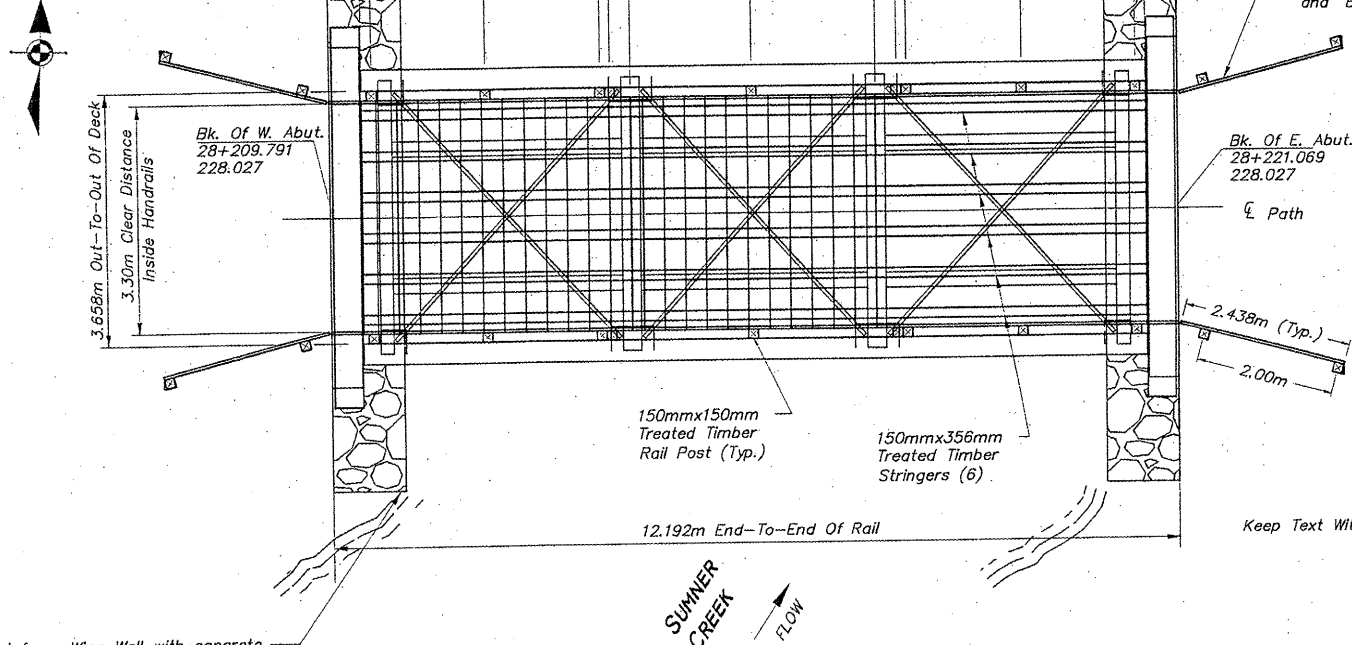 and
3.658m Out-To-Out Of Deck
3.30m Clear Distance
Inside Handrails
Bk. Of W. Abut.
28+209.791
228.027
Bk. Of E. Abut.
28+221.069
228.027
℄ Path
2.438m (Typ.)
2.00m
150mmx150mm
Treated Timber
Rail Post (Typ.)
150mmx356mm
Treated Timber
Stringers (6)
12.192m End-To-End Of Rail
Keep Text Wit
SUMNER
CREEK
FLOW
Wing Wall with concrete